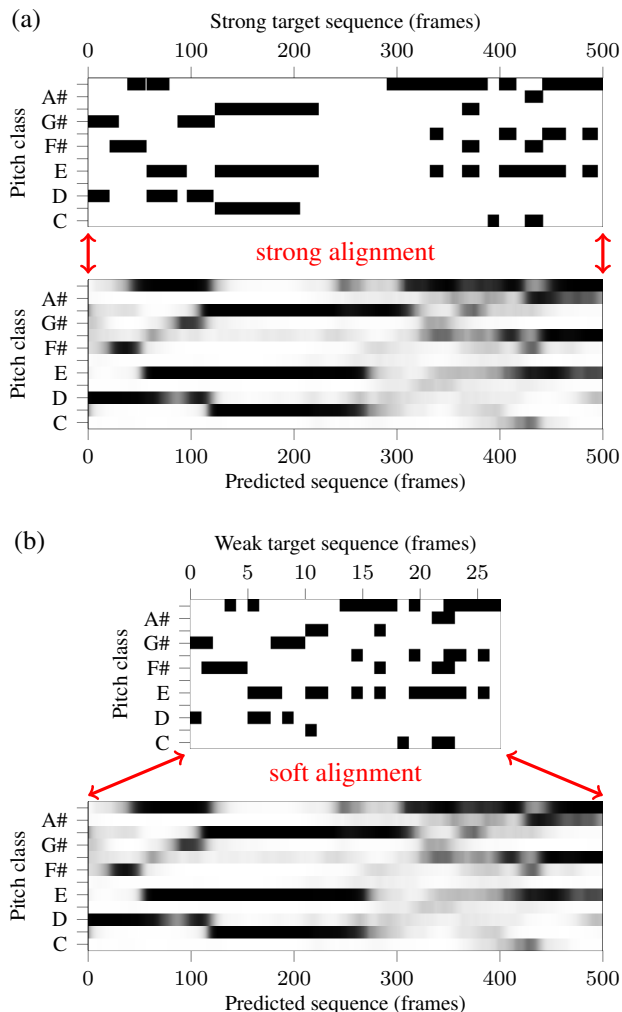 (a)
Strong target sequence (frames)
0 100 200 300 400 500
Pitch class
A#
G#
F#
E
D
C
strong alignment
Pitch class
A#
G#
F#
E
D
C
0 100 200 300 400 500
Predicted sequence (frames)
(b)
Weak target sequence (frames)
0 5 10 15 20 25
Pitch class
A#
G#
F#
E
D
C
soft alignment
Pitch class
A#
G#
F#
E
D
C
0 100 200 300 400 500
Predicted sequence (frames)